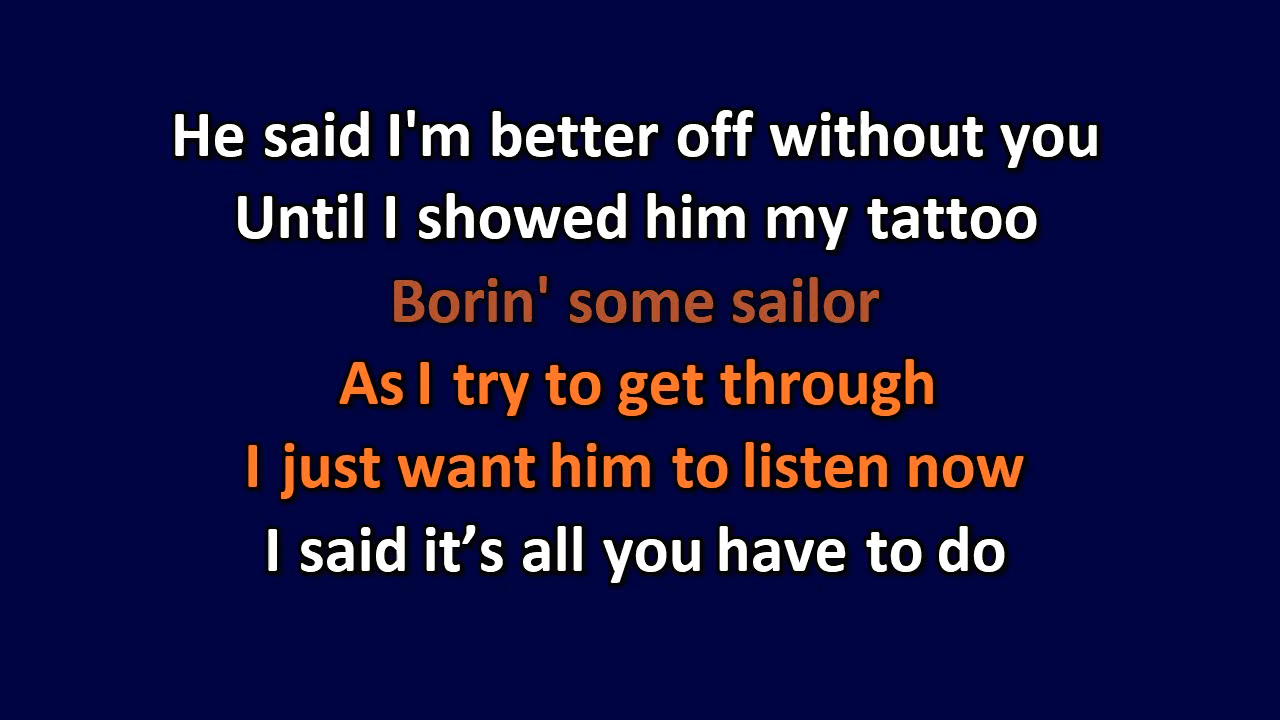 He said I'm better off without you
Until I showed him my tattoo
Borin' some sailor
As I try to get through
I just want him to listen now
I said it’s all you have to do